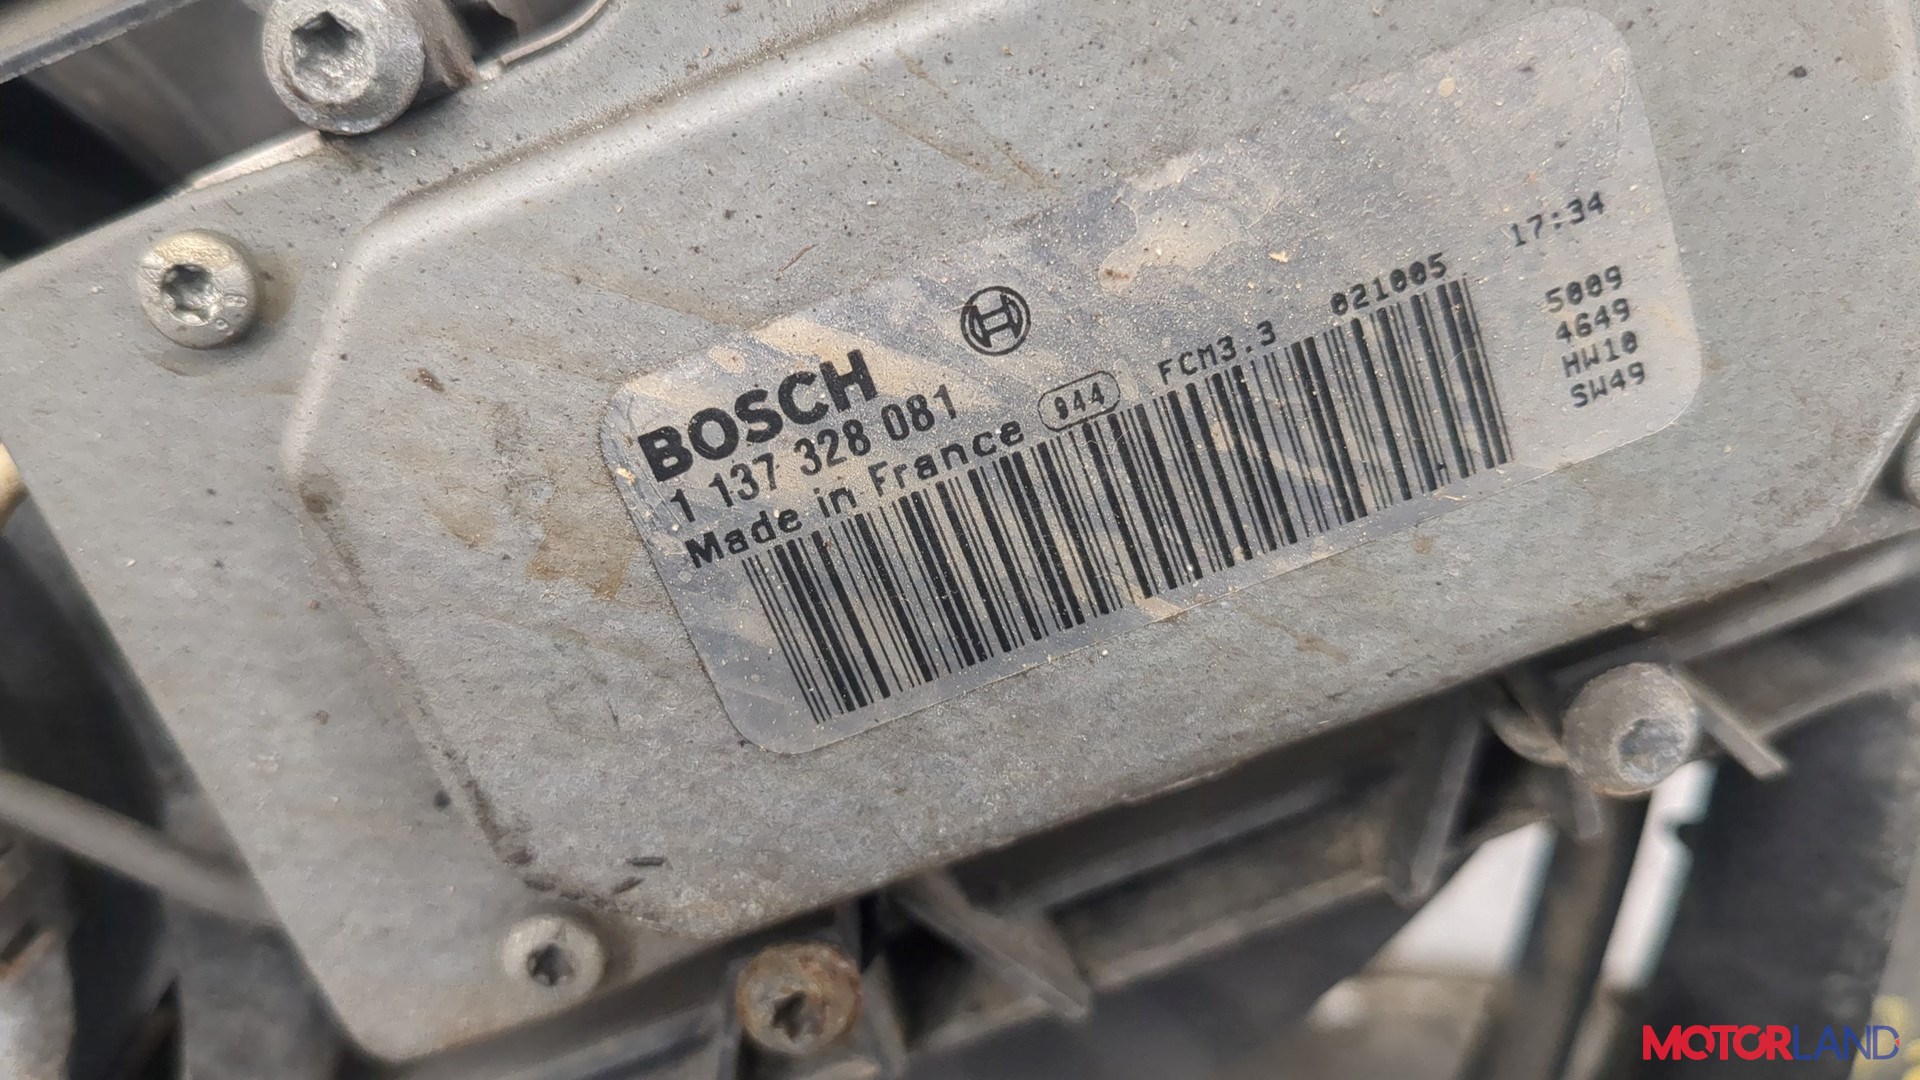 BOSCH
1 137 328 081
Made in France
944
FCM3.3
021005
17:34
5009
4649
HW10
SW49
MOTORLAND